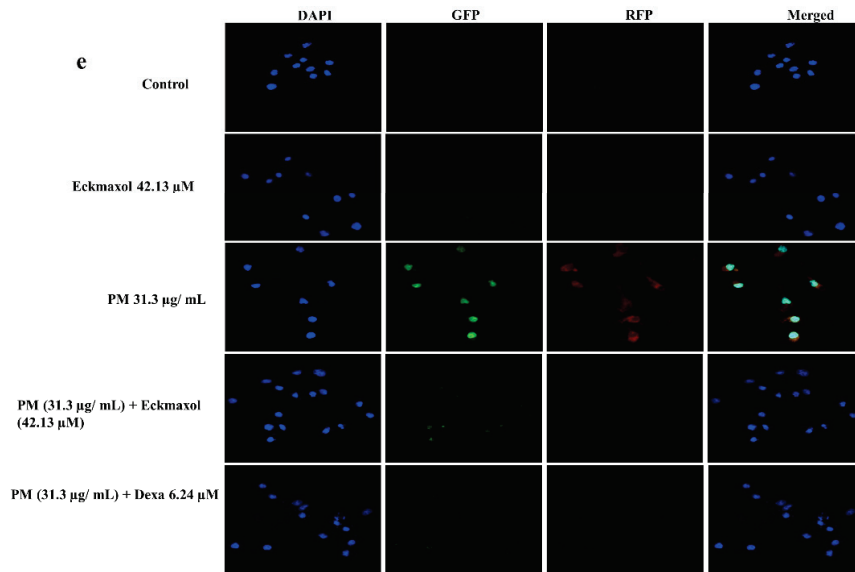 DAPI GFP RFP Merged
e
Control
Eckmaxol 42.13 µM
PM 31.3 µg/ mL
PM (31.3 µg/ mL) + Eckmaxol
(42.13 µM)
PM (31.3 µg/ mL) + Dexa 6.24 µM